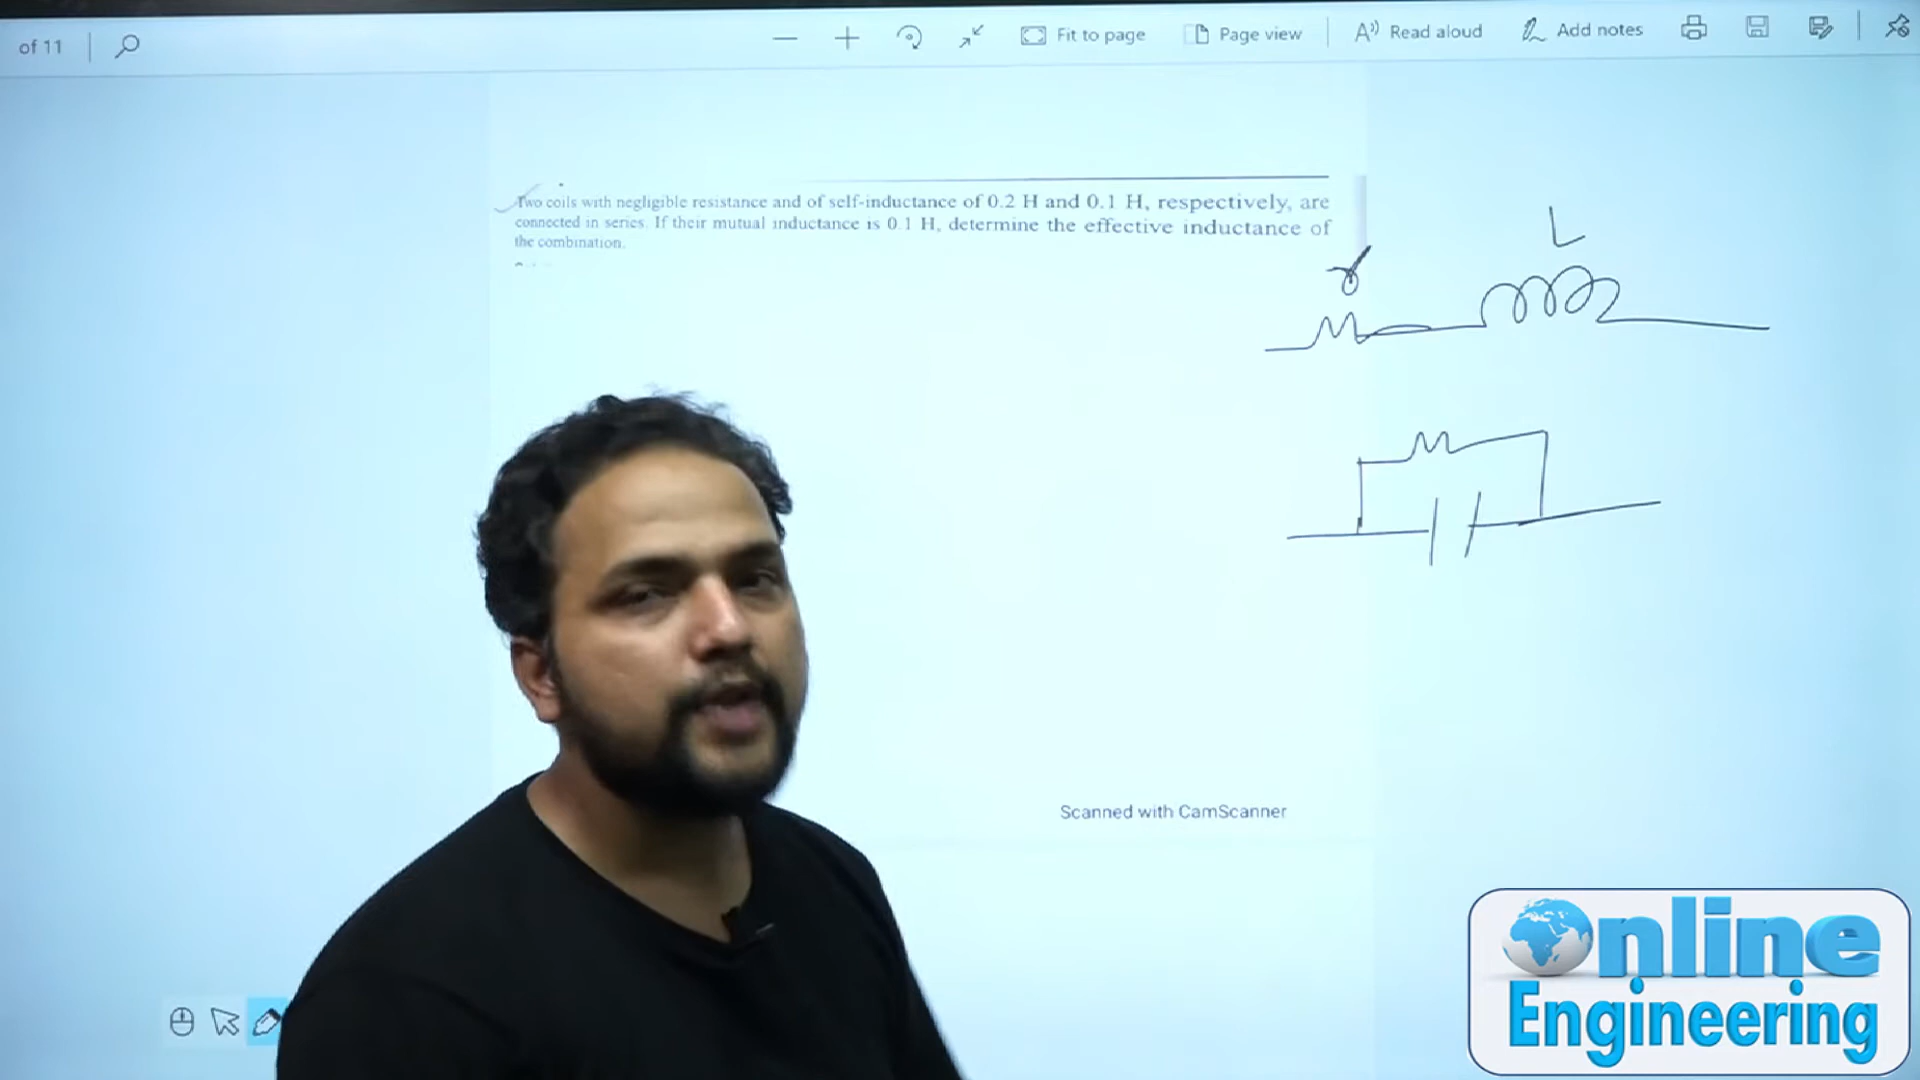 of 11
Fit to page
Page view
Read aloud
Add notes
Two coils with negligible resistance and of self-inductance of 0.2 H and 0.1 H, respectively, are
connected in series. If their mutual inductance is 0.1 H, determine the effective inductance of
the combination.
L
Scanned with CamScanner
Online
Engineering